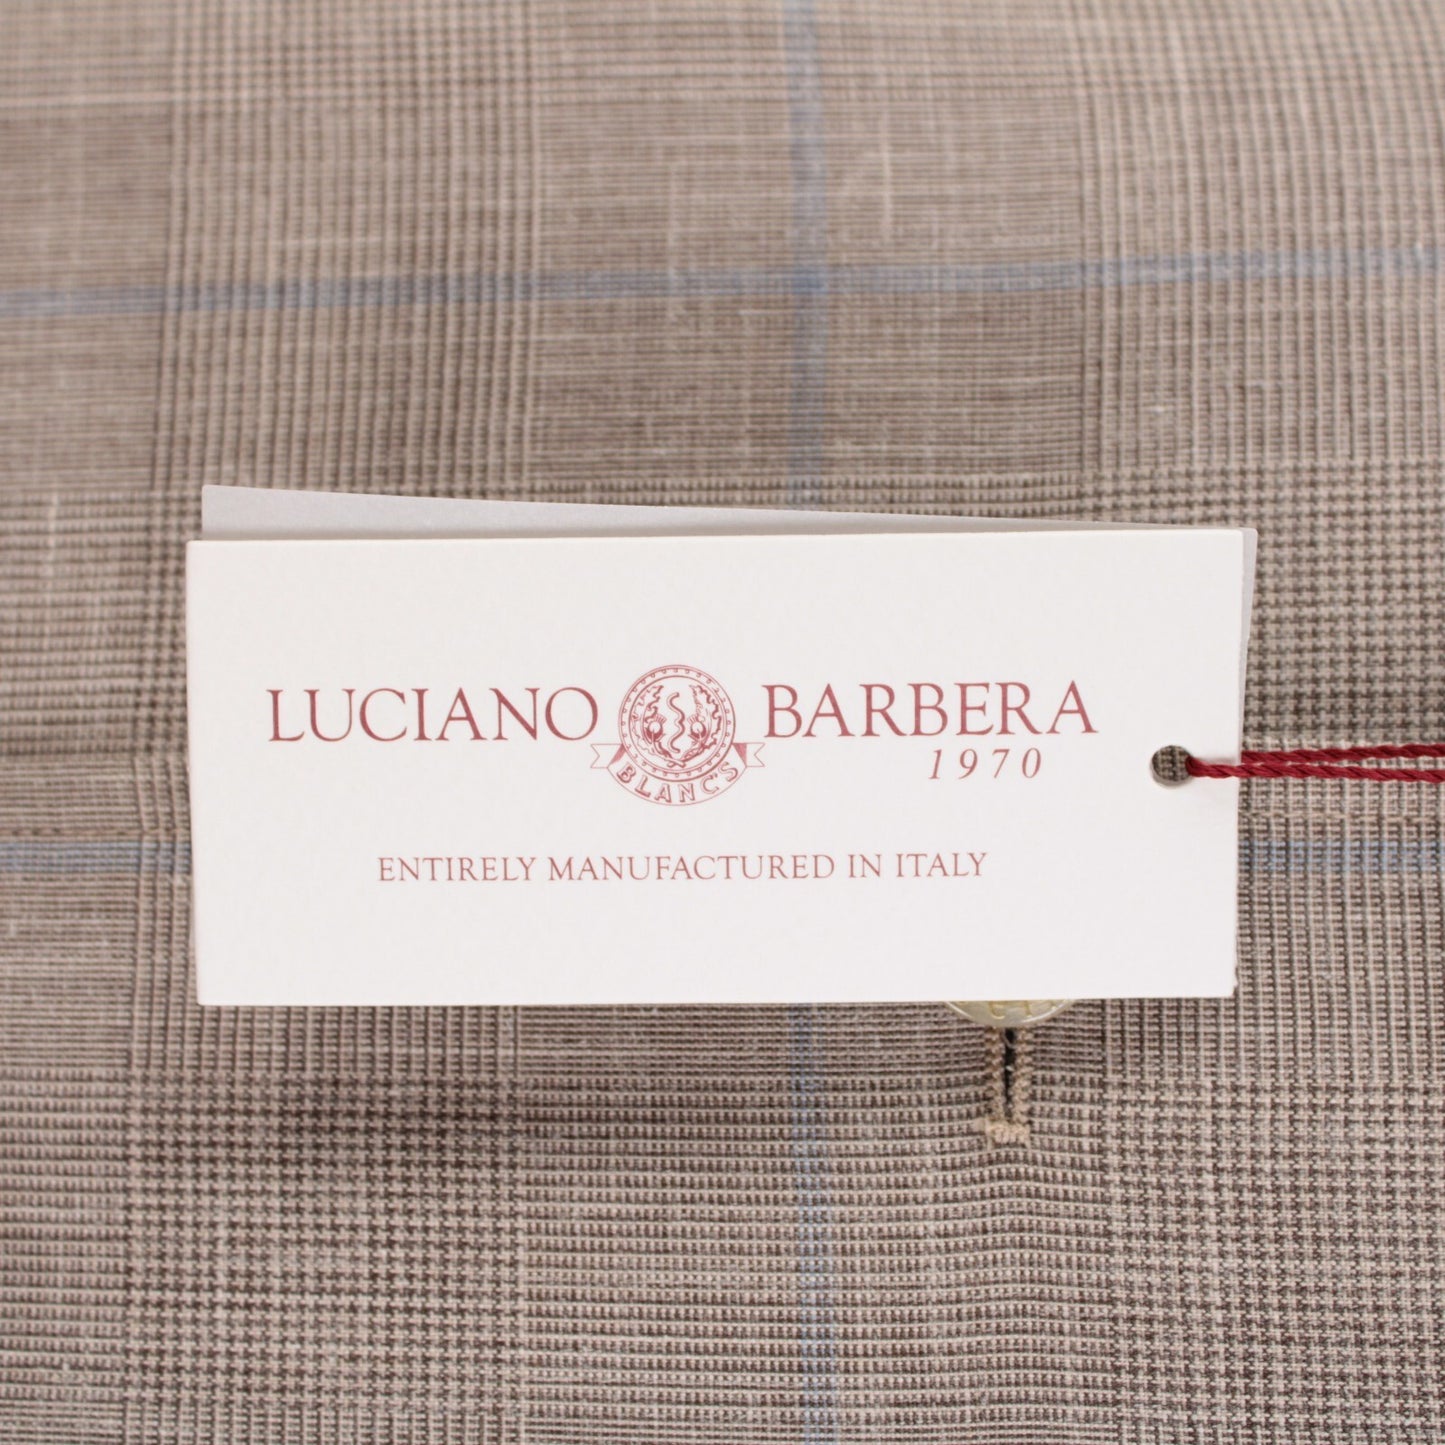 LUCIANO BARBERA
BLANC'S
1970
ENTIRELY MANUFACTURED IN ITALY